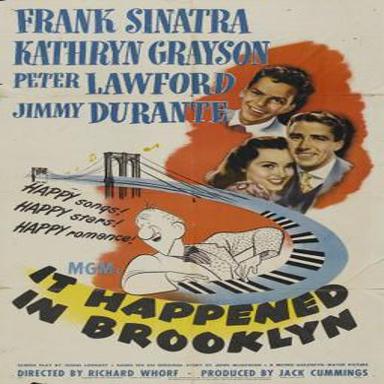 FRANK SINATRA
KATHRYN GRAYSON
PETER LAWFORD
JIMMY DURANTE
HAPPY songs!
HAPPY stars!
HAPPY romance!
MGM's
IT HAPPENED
IN BROOKLYN
DIRECTED BY RICHARD WHORF · PRODUCED BY JACK CUMMINGS